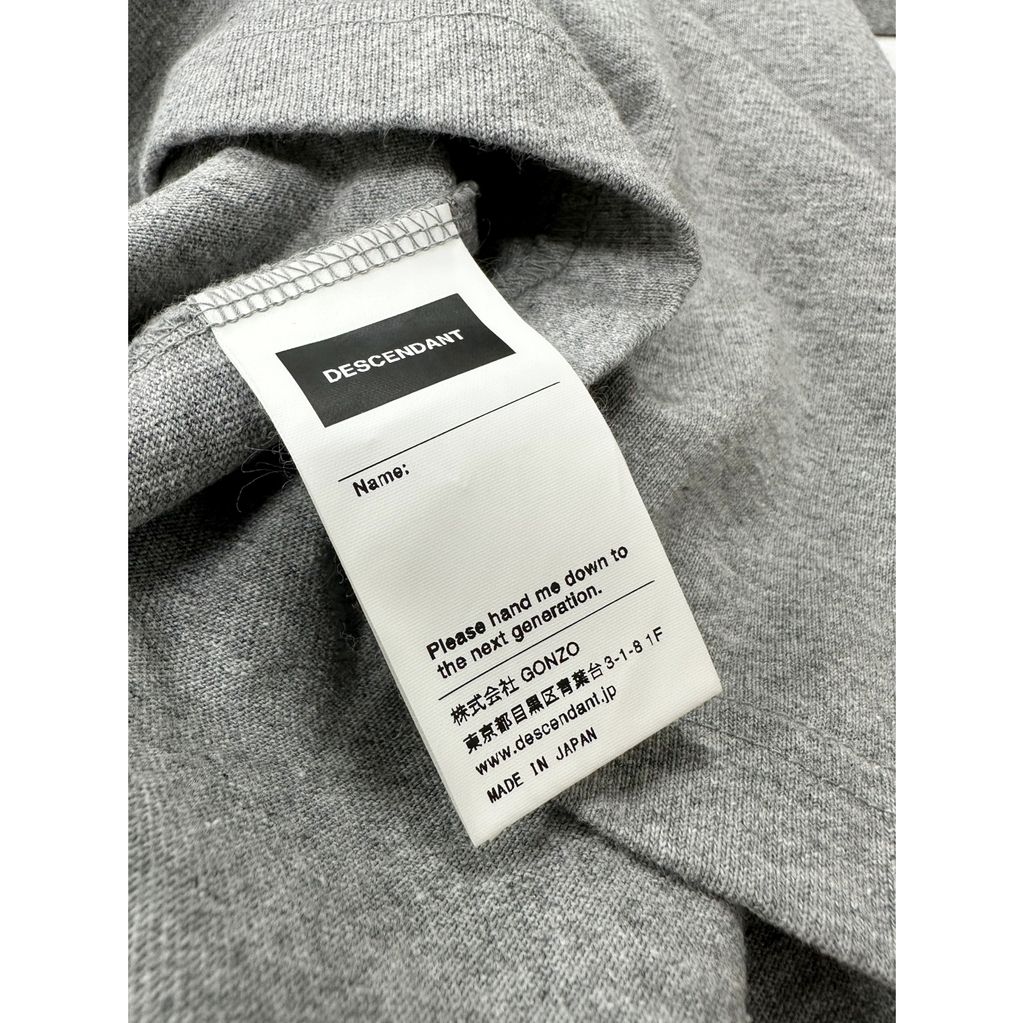 DESCENDANT
Name:
Please hand me down to
the next generation.
株式会社 GONZO
東京都目黒区青葉台3-1-8 1F
www.descendant.jp
MADE IN JAPAN